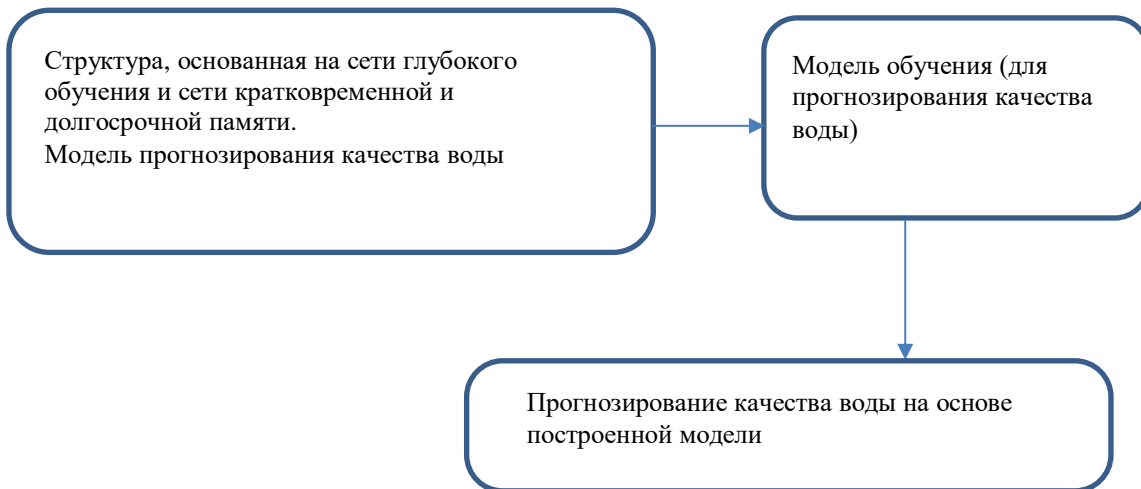 Структура, основанная на сети глубокого
обучения и сети кратковременной и
долгосрочной памяти.
Модель прогнозирования качества воды
Модель обучения (для
прогнозирования качества
воды)
Прогнозирование качества воды на основе
построенной модели